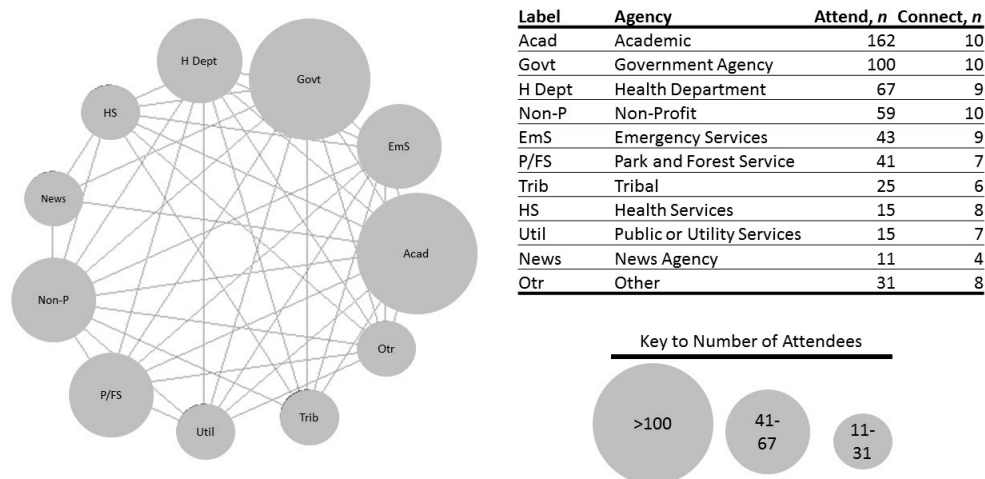 H Dept
Govt
HS
EmS
News
Acad
Non-P
Otr
P/FS
Trib
Util
Label Agency Attend, n Connect, n
Acad Academic 162 10
Govt Government Agency 100 10
H Dept Health Department 67 9
Non-P Non-Profit 59 10
EmS Emergency Services 43 9
P/FS Park and Forest Service 41 7
Trib Tribal 25 6
HS Health Services 15 8
Util Public or Utility Services 15 7
News News Agency 11 4
Otr Other 31 8
Key to Number of Attendees
>100
41-
67
11-
31